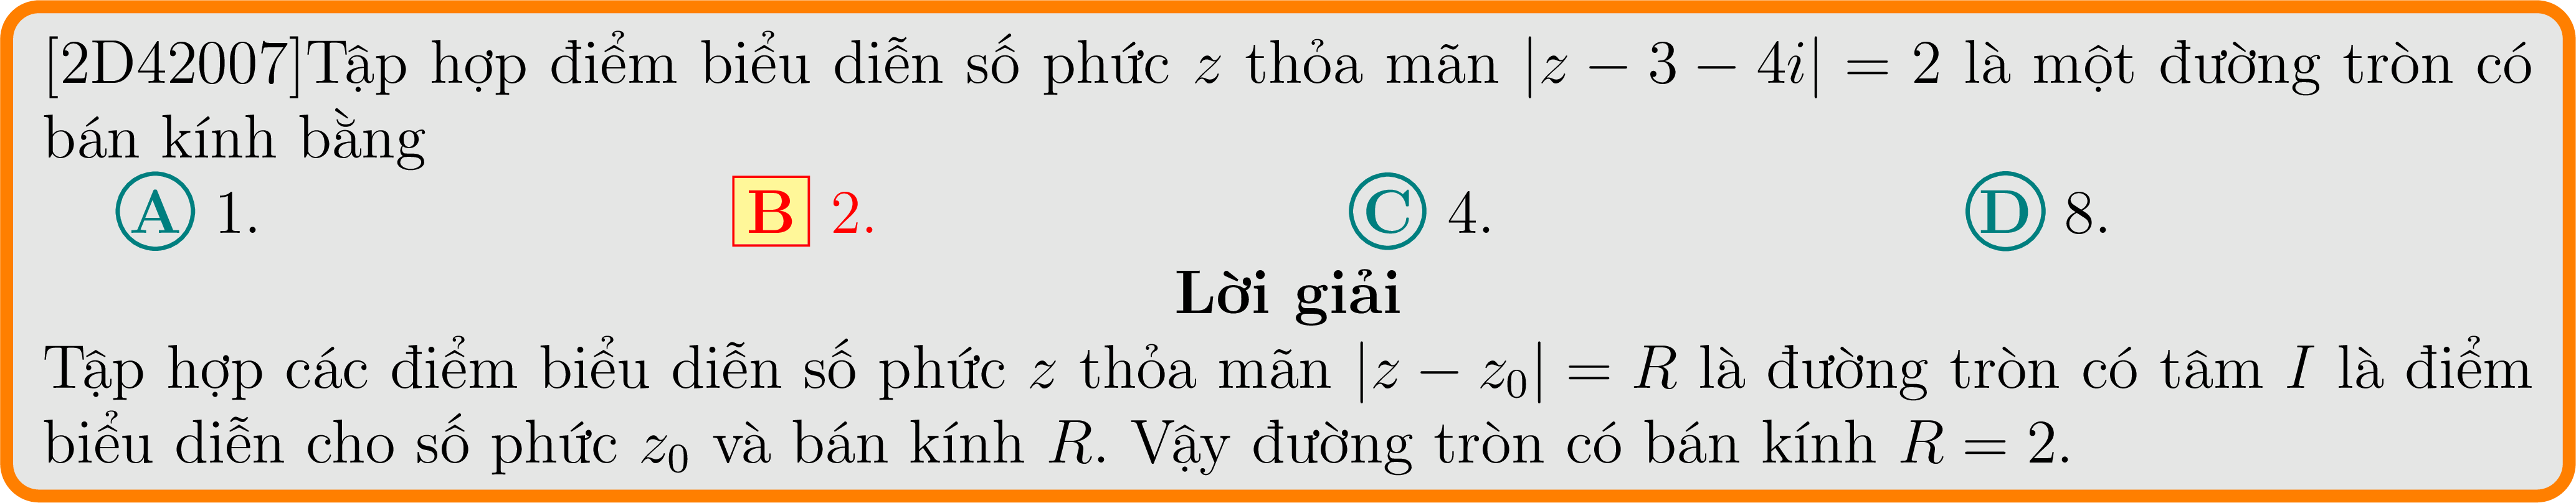 [2D42007]Tập hợp điểm biểu diễn số phức z thỏa mãn |z − 3 − 4i| = 2 là một đường tròn có
bán kính bằng
A 1. B 2. C 4. D 8.
Lời giải
Tập hợp các điểm biểu diễn số phức z thỏa mãn |z − z₀| = R là đường tròn có tâm I là điểm
biểu diễn cho số phức z₀ và bán kính R. Vậy đường tròn có bán kính R = 2.